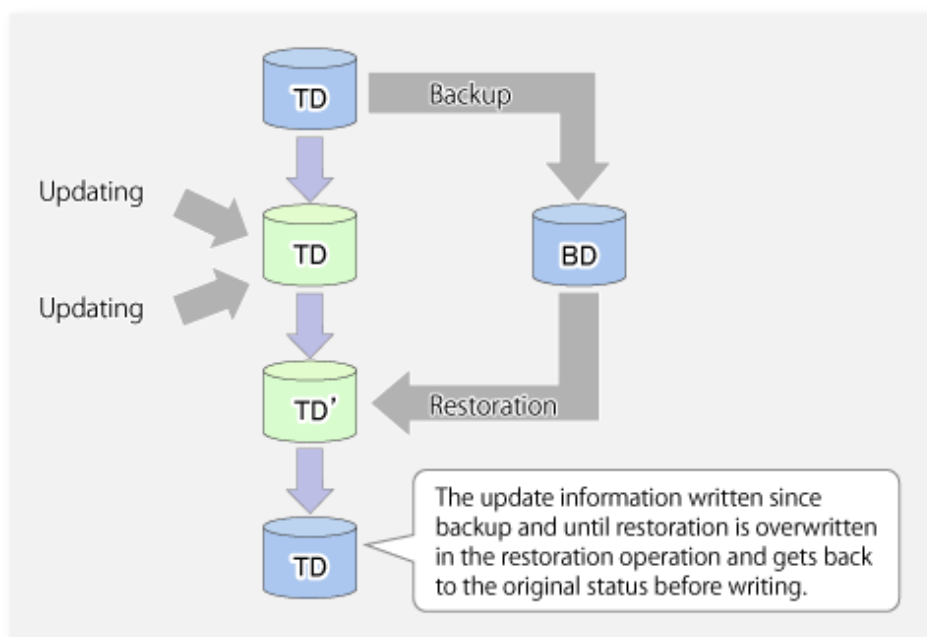 TD
Backup
Updating
TD
BD
Updating
TD'
Restoration
The update information written since
backup and until restoration is overwritten
in the restoration operation and gets back
to the original status before writing.
TD